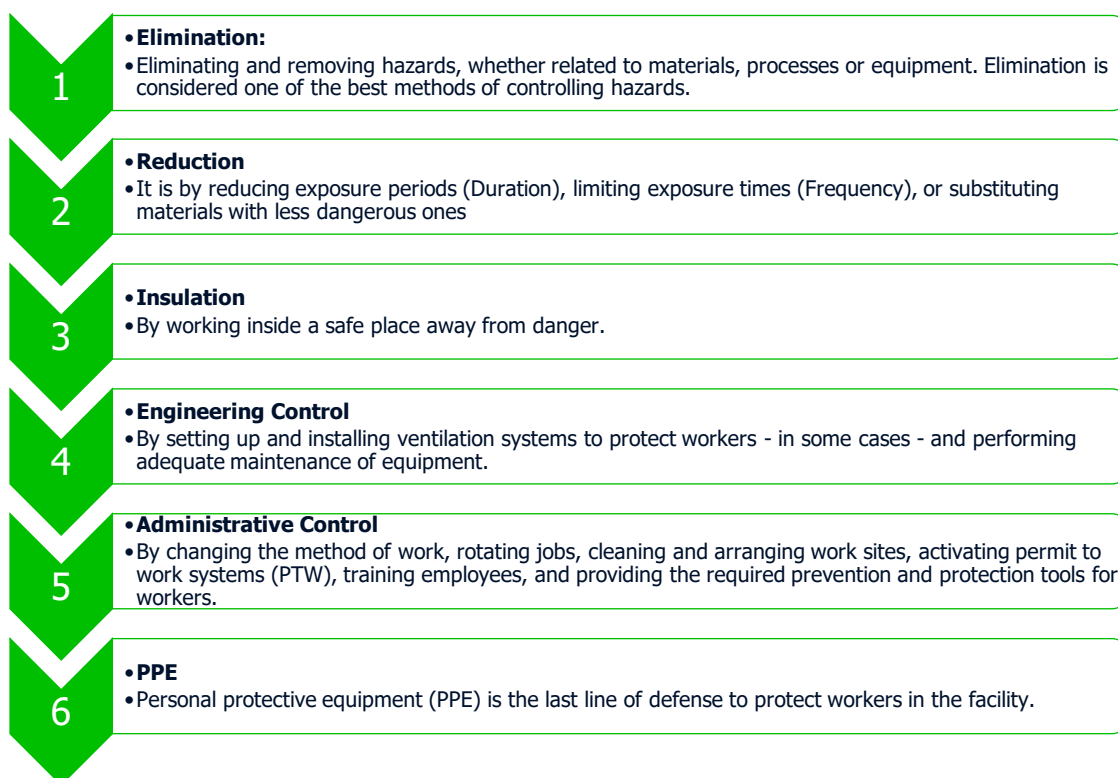 1
•Elimination:
•Eliminating and removing hazards, whether related to materials, processes or equipment. Elimination is
considered one of the best methods of controlling hazards.
2
•Reduction
•It is by reducing exposure periods (Duration), limiting exposure times (Frequency), or substituting
materials with less dangerous ones
3
•Insulation
•By working inside a safe place away from danger.
4
•Engineering Control
•By setting up and installing ventilation systems to protect workers - in some cases - and performing
adequate maintenance of equipment.
5
•Administrative Control
•By changing the method of work, rotating jobs, cleaning and arranging work sites, activating permit to
work systems (PTW), training employees, and providing the required prevention and protection tools for
workers.
6
•PPE
•Personal protective equipment (PPE) is the last line of defense to protect workers in the facility.